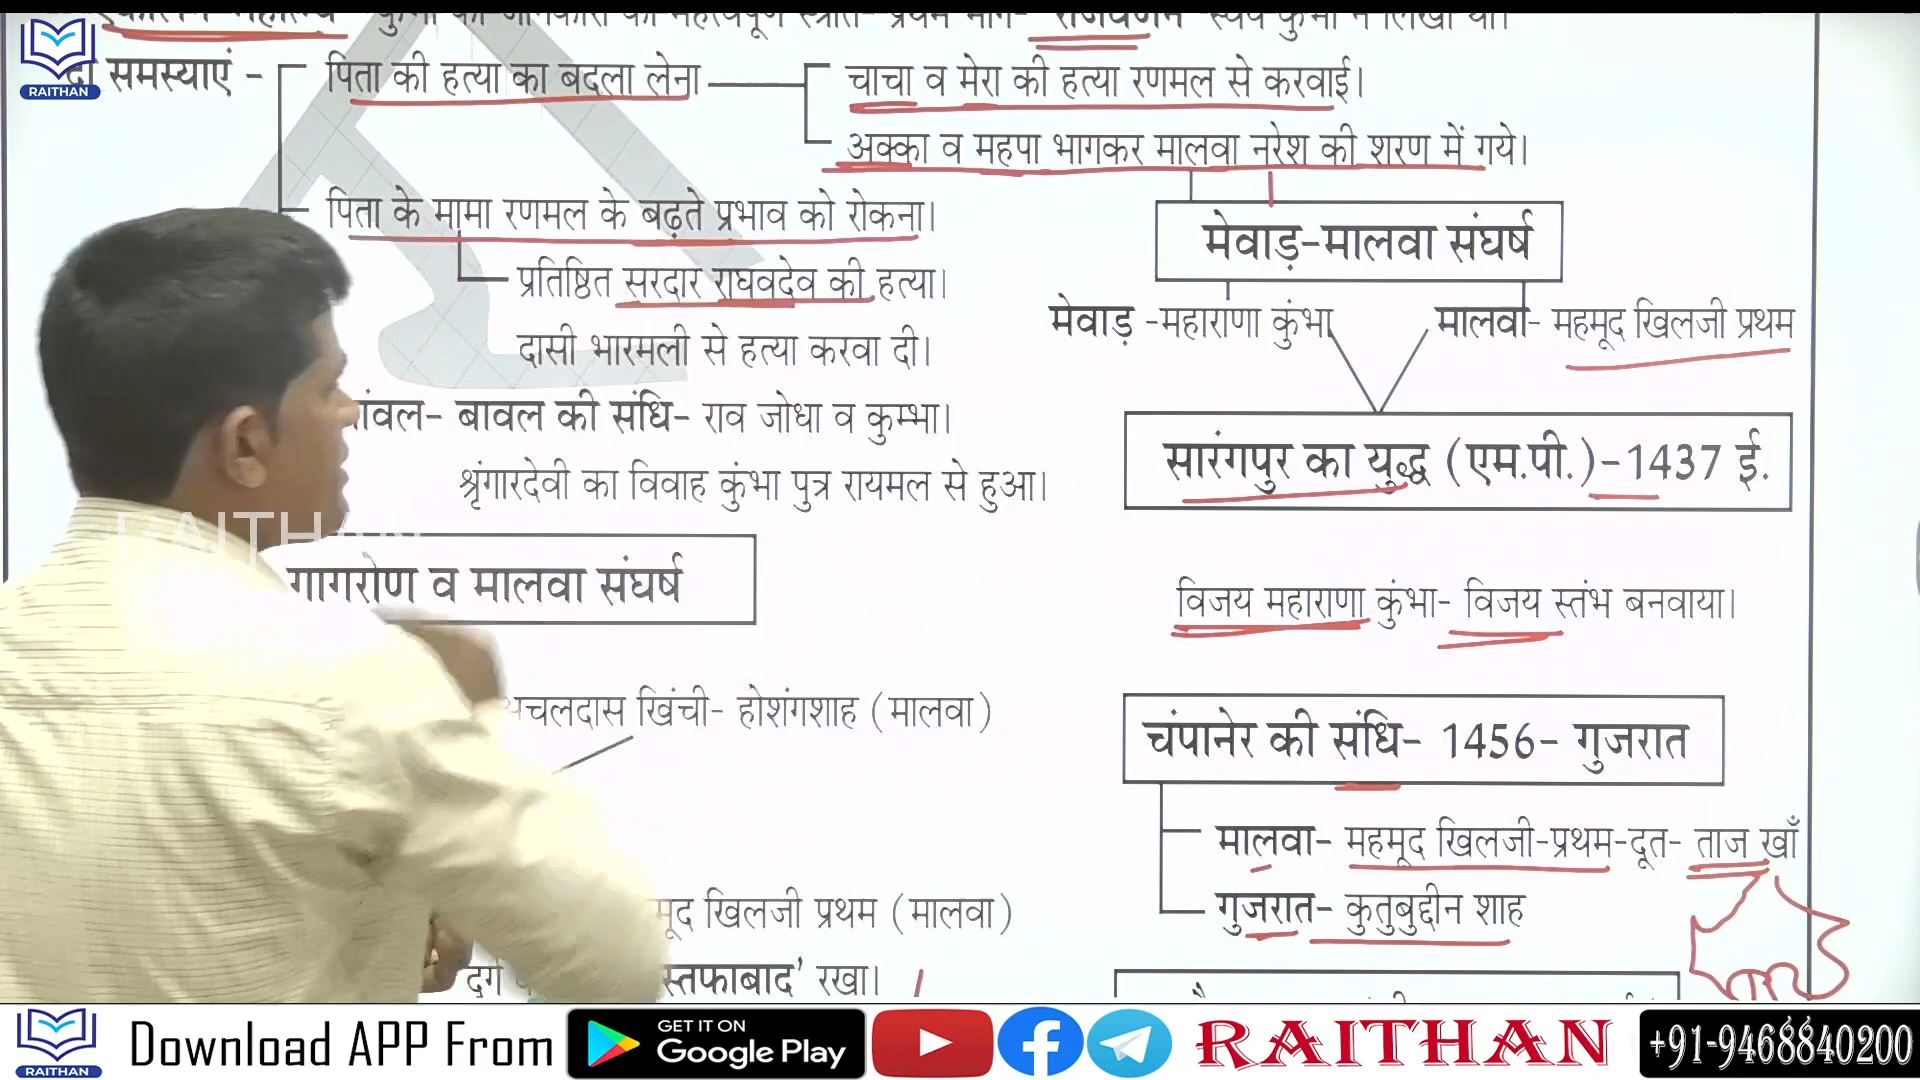 RAITHAN
समस्याएं -
पिता की हत्या का बदला लेना
चाचा व मेरा की हत्या रणमल से करवाई।
अक्का व महपा भागकर मालवा नरेश की शरण में गये।
पिता के मामा रणमल के बढ़ते प्रभाव को रोकना।
प्रतिष्ठित सरदार राघवदेव की हत्या।
दासी भारमली से हत्या करवा दी।
बावल की संधि- राव जोधा व कुम्भा।
श्रृंगारदेवी का विवाह कुंभा पुत्र रायमल से हुआ।
मेवाड़-मालवा संघर्ष
मेवाड़ -महाराणा कुंभा
मालवा- महमूद खिलजी प्रथम
सारंगपुर का युद्ध (एम.पी.)-1437 ई.
विजय महाराणा कुंभा- विजय स्तंभ बनवाया।
चंपानेर की संधि- 1456- गुजरात
मालवा- महमूद खिलजी-प्रथम-दूत- ताज खाँ
गुजरात- कुतुबुद्दीन शाह
RAITHAN
गागरोण व मालवा संघर्ष
खिंची- होशंगशाह (मालवा)
खिलजी प्रथम (मालवा)
रखा।
RAITHAN
Download APP From
GET IT ON
Google Play
RAITHAN
+91-9468840200